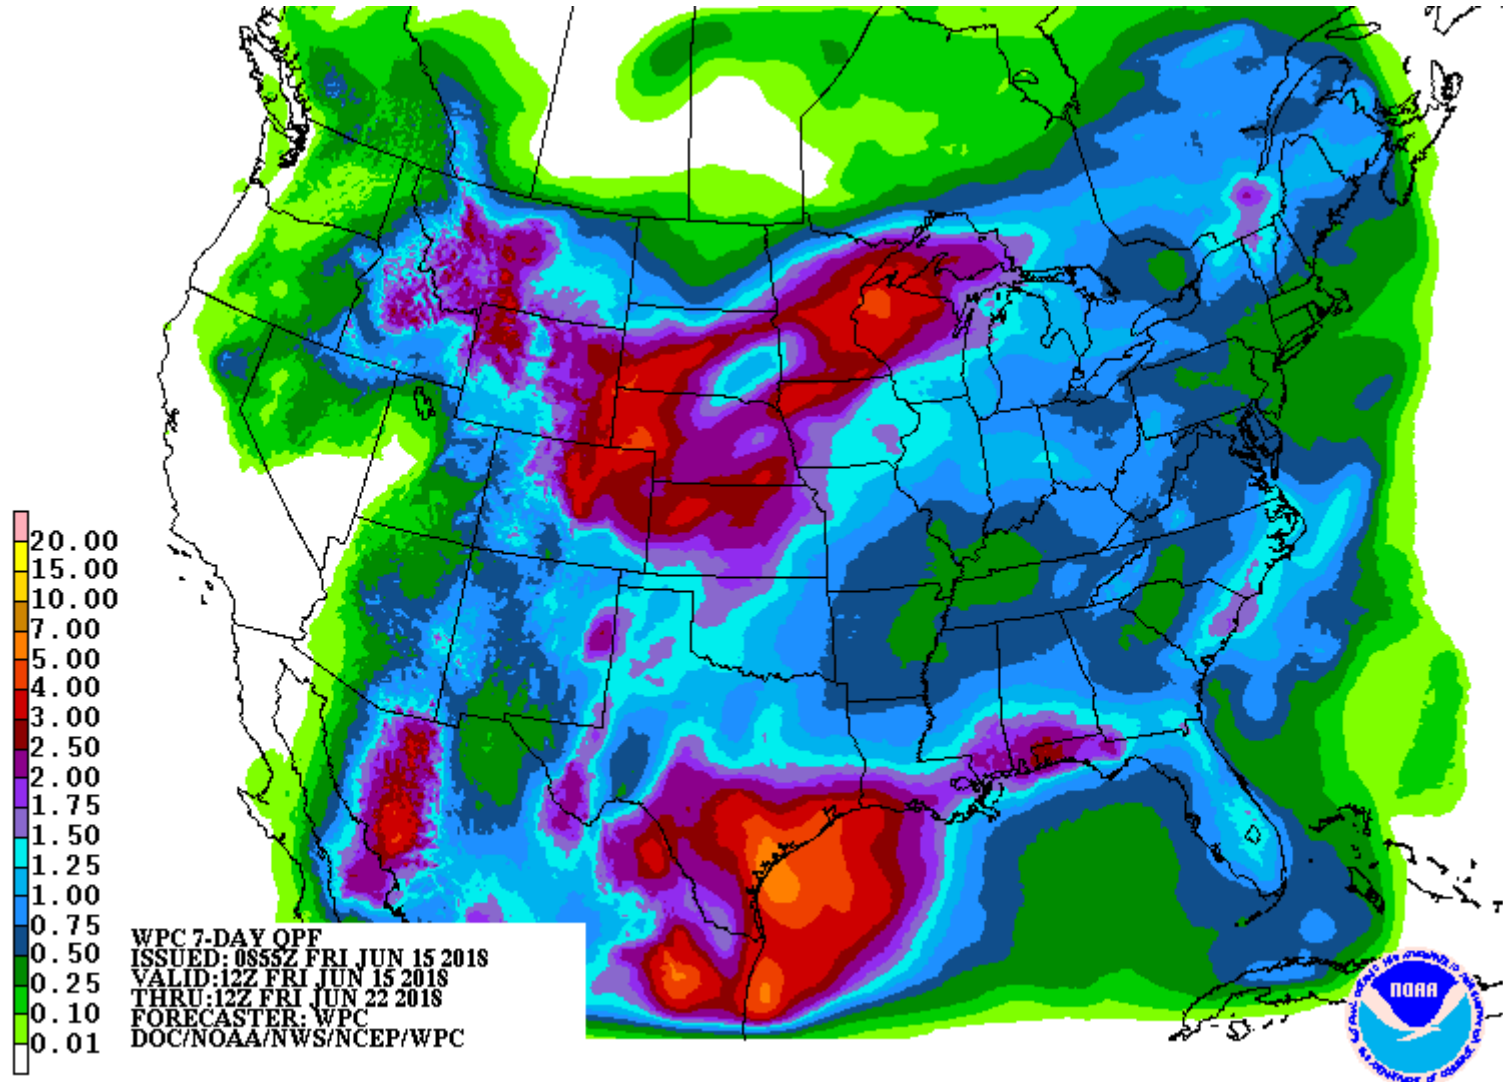 20.00
15.00
10.00
7.00
5.00
4.00
3.00
2.50
2.00
1.75
1.50
1.25
1.00
0.75
0.50
0.25
0.10
0.01
WPC 7-DAY QPF
ISSUED: 0855Z FRI JUN 15 2018
VALID:12Z FRI JUN 15 2018
THRU:12Z FRI JUN 22 2018
FORECASTER: WPC
DOC/NOAA/NWS/NCEP/WPC
NOAA